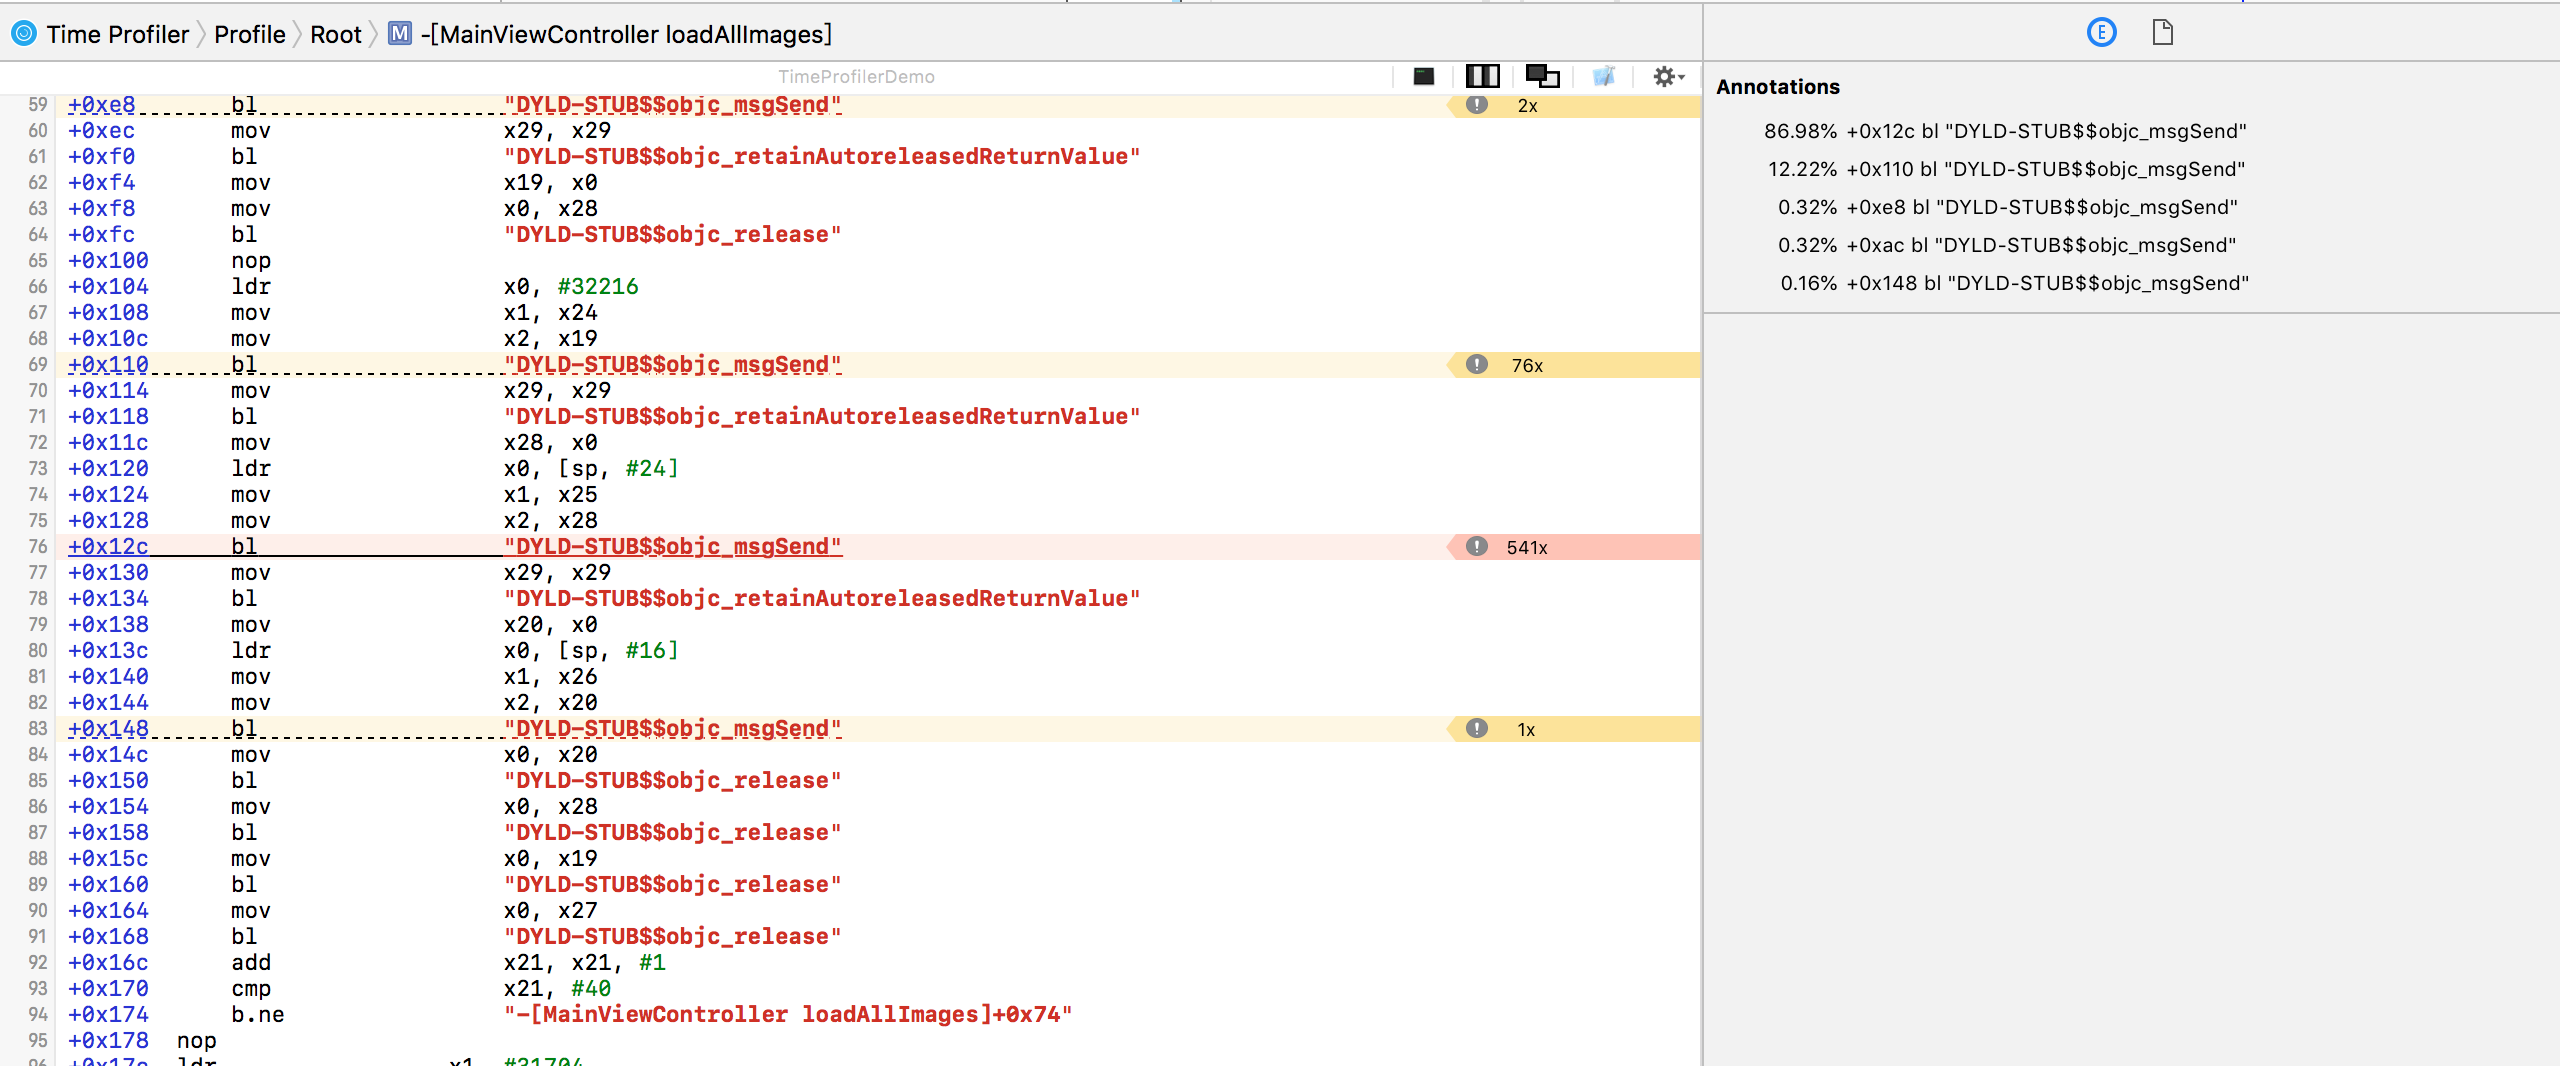 Time Profiler Profile Root M -[MainViewController loadAllImages]
TimeProfilerDemo
59 +0xe8 bl "DYLD-STUB$$objc_msgSend" 2x
60 +0xec mov x29, x29
61 +0xf0 bl "DYLD-STUB$$objc_retainAutoreleasedReturnValue"
62 +0xf4 mov x19, x0
63 +0xf8 mov x0, x28
64 +0xfc bl "DYLD-STUB$$objc_release"
65 +0x100 nop
66 +0x104 ldr x0, #32216
67 +0x108 mov x1, x24
68 +0x10c mov x2, x19
69 +0x110 bl "DYLD-STUB$$objc_msgSend" 76x
70 +0x114 mov x29, x29
71 +0x118 bl "DYLD-STUB$$objc_retainAutoreleasedReturnValue"
72 +0x11c mov x28, x0
73 +0x120 ldr x0, [sp, #24]
74 +0x124 mov x1, x25
75 +0x128 mov x2, x28
76 +0x12c bl "DYLD-STUB$$objc_msgSend" 541x
77 +0x130 mov x29, x29
78 +0x134 bl "DYLD-STUB$$objc_retainAutoreleasedReturnValue"
79 +0x138 mov x20, x0
80 +0x13c ldr x0, [sp, #16]
81 +0x140 mov x1, x26
82 +0x144 mov x2, x20
83 +0x148 bl "DYLD-STUB$$objc_msgSend" 1x
84 +0x14c mov x0, x20
85 +0x150 bl "DYLD-STUB$$objc_release"
86 +0x154 mov x0, x28
87 +0x158 bl "DYLD-STUB$$objc_release"
88 +0x15c mov x0, x19
89 +0x160 bl "DYLD-STUB$$objc_release"
90 +0x164 mov x0, x27
91 +0x168 bl "DYLD-STUB$$objc_release"
92 +0x16c add x21, x21, #1
93 +0x170 cmp x21, #40
94 +0x174 b.ne "-[MainViewController loadAllImages]+0x74"
95 +0x178 nop
96 +0x17c ldr x1, #31704
E
Annotations
86.98% +0x12c bl "DYLD-STUB$$objc_msgSend"
12.22% +0x110 bl "DYLD-STUB$$objc_msgSend"
0.32% +0xe8 bl "DYLD-STUB$$objc_msgSend"
0.32% +0xac bl "DYLD-STUB$$objc_msgSend"
0.16% +0x148 bl "DYLD-STUB$$objc_msgSend"